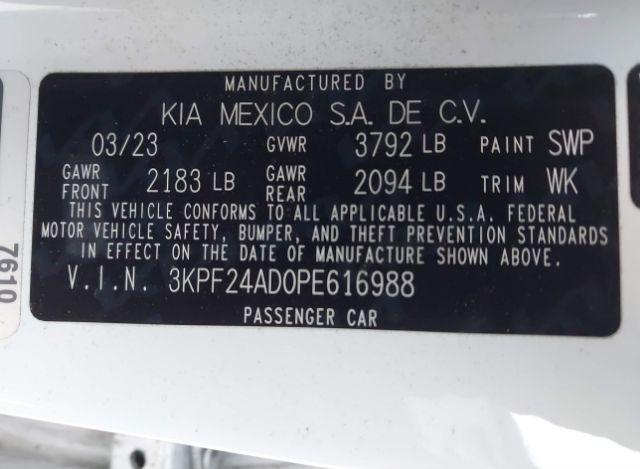 MANUFACTURED BY
KIA MEXICO S.A. DE C.V.
03/23 GVWR 3792 LB PAINT SWP
GAWR FRONT 2183 LB GAWR REAR 2094 LB TRIM WK
THIS VEHICLE CONFORMS TO ALL APPLICABLE U.S.A. FEDERAL
MOTOR VEHICLE SAFETY, BUMPER, AND THEFT PREVENTION STANDARDS
IN EFFECT ON THE DATE OF MANUFACTURE SHOWN ABOVE.
V.I.N. 3KPF24AD0PE616988
PASSENGER CAR
7610